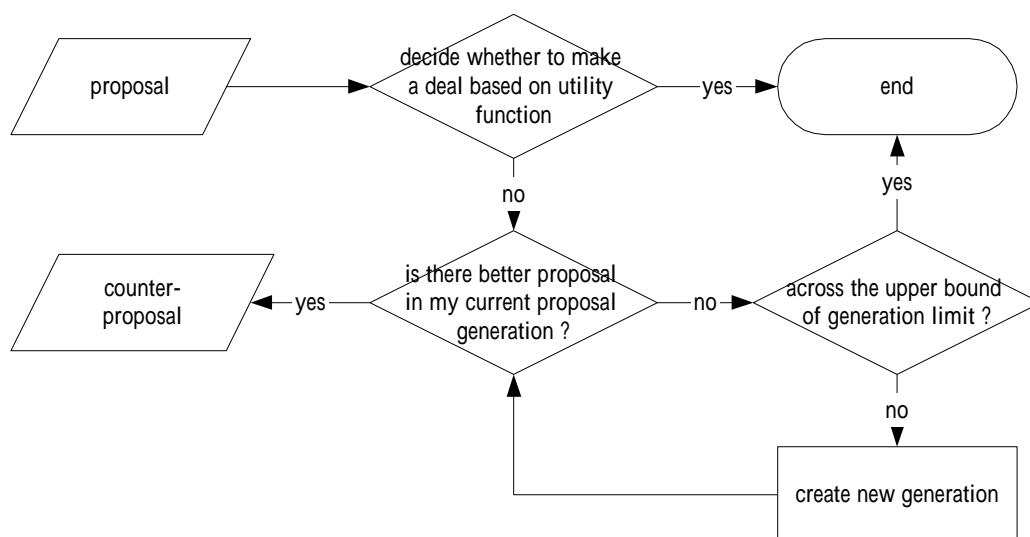 proposal
decide whether to make
a deal based on utility
function
yes
end
no
yes
counter-
proposal
yes
is there better proposal
in my current proposal
generation ?
no
across the upper bound
of generation limit ?
no
create new generation